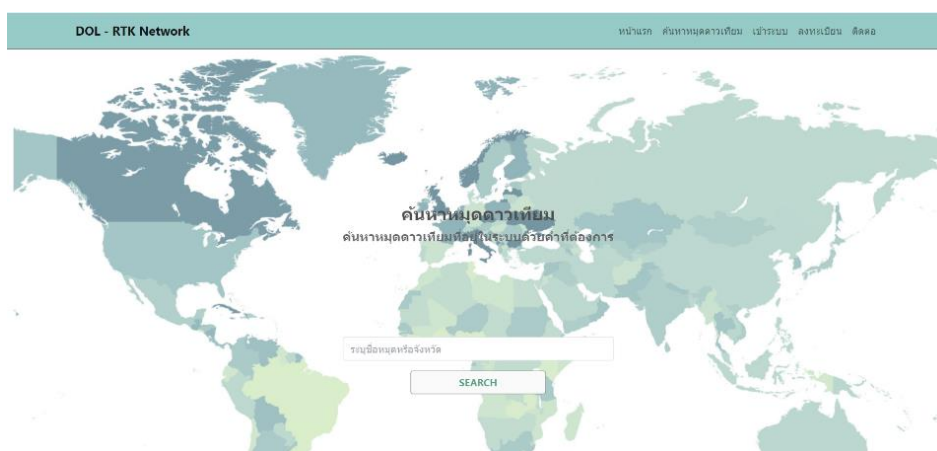 DOL - RTK Network
หน้าแรก ค้นหาหมุดดาวเทียม เข้าระบบ ลงทะเบียน ติดต่อ
ค้นหาหมุดดาวเทียม
ค้นหาหมุดดาวเทียมที่อยู่ในระบบด้วยคำที่ต้องการ
ระบุชื่อหมุดหรือจังหวัด
SEARCH